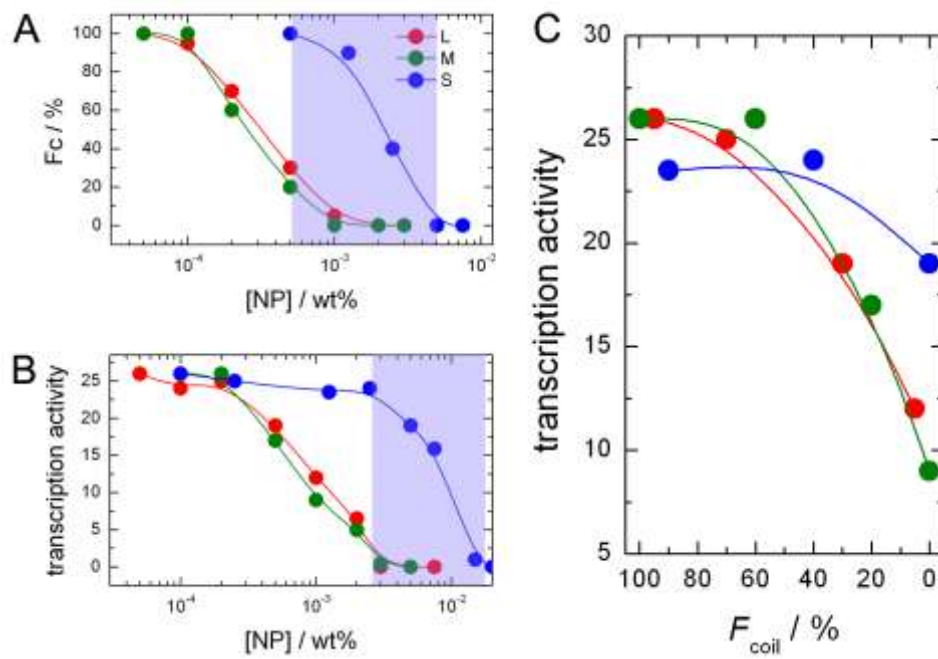 A
Fc / %
100
80
60
40
20
0
L
M
S
10⁻⁴
10⁻³
10⁻²
[NP] / wt%
B
transcription activity
25
20
15
10
5
0
10⁻⁴
10⁻³
10⁻²
[NP] / wt%
C
transcription activity
30
25
20
15
10
5
100 80 60 40 20 0
F_coil / %